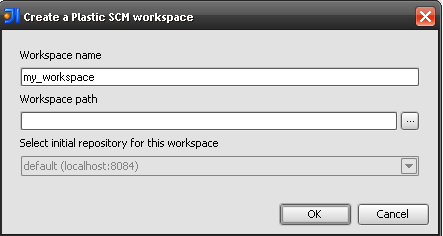 Create a Plastic SCM workspace
Workspace name
my_workspace
Workspace path
...
Select initial repository for this workspace
default (localhost:8084)
OK Cancel